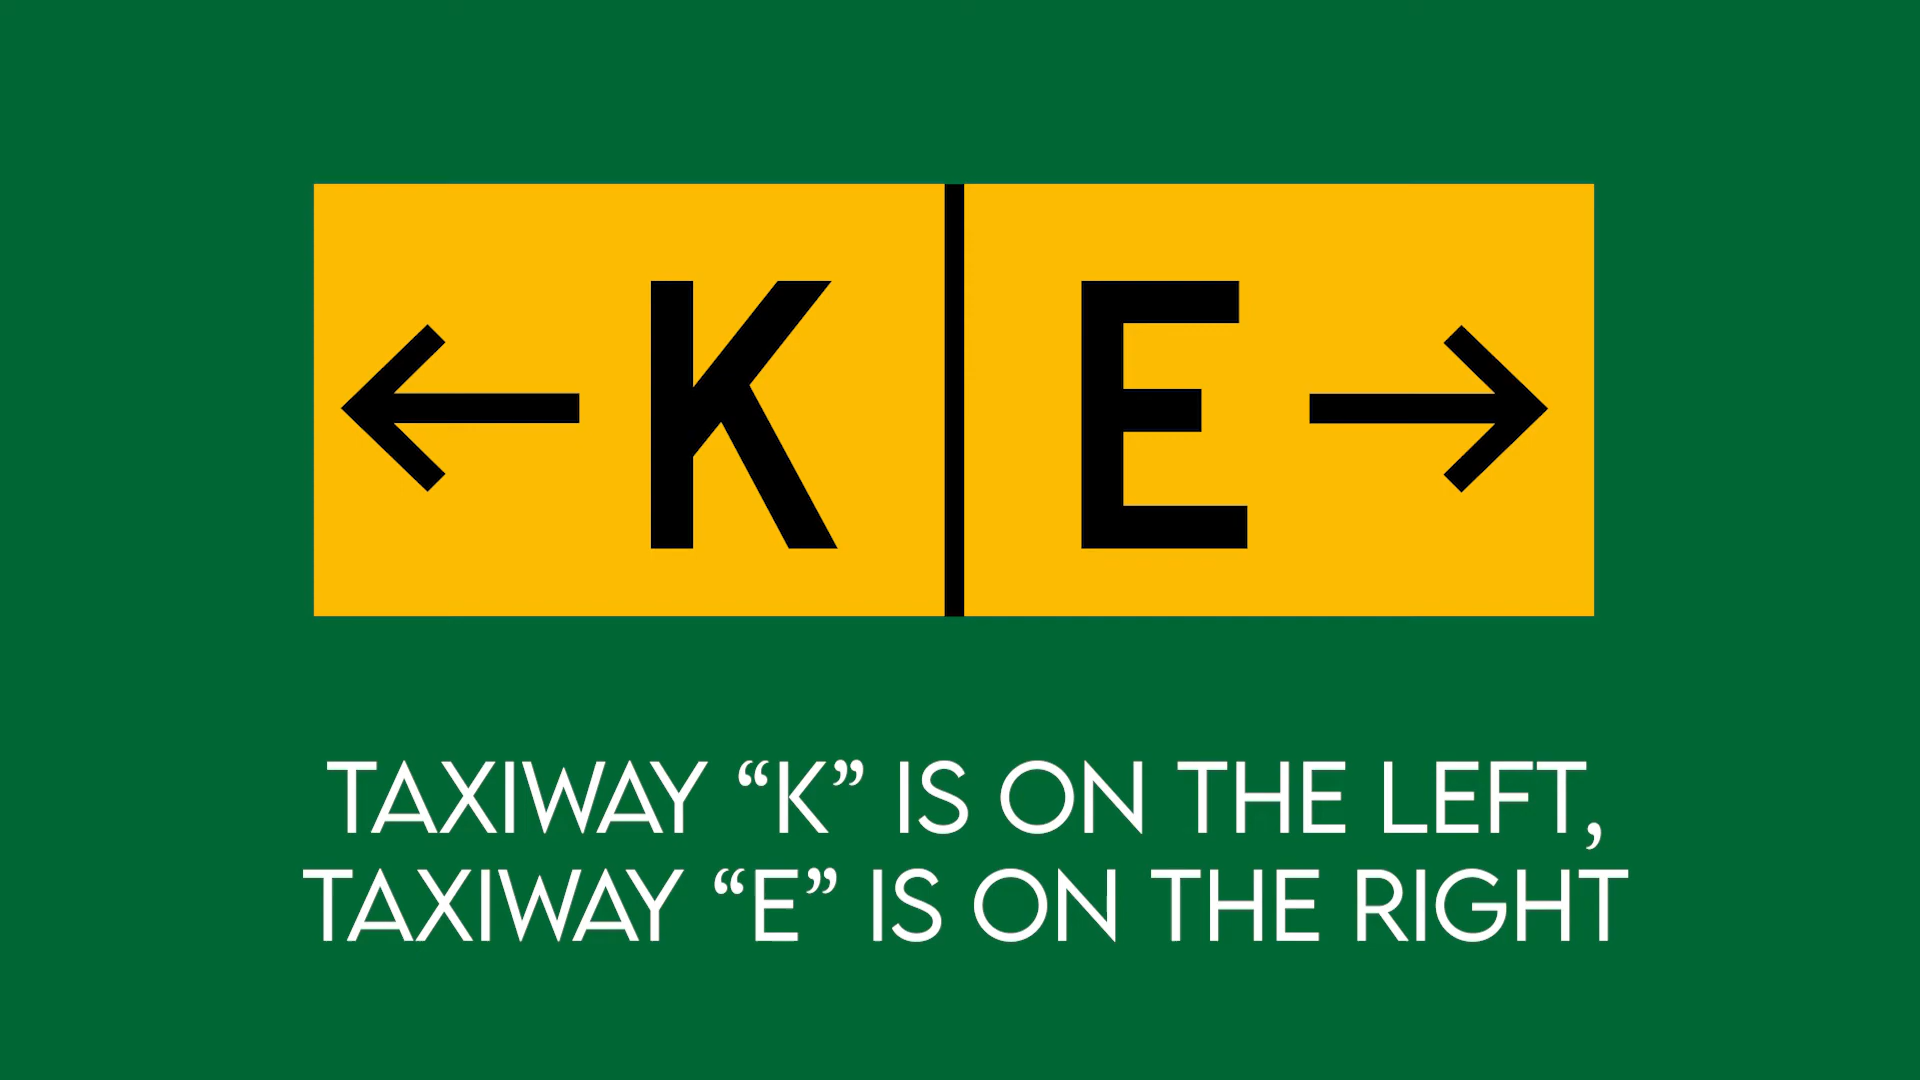 ← K | E →
TAXIWAY “K” IS ON THE LEFT,
TAXIWAY “E” IS ON THE RIGHT